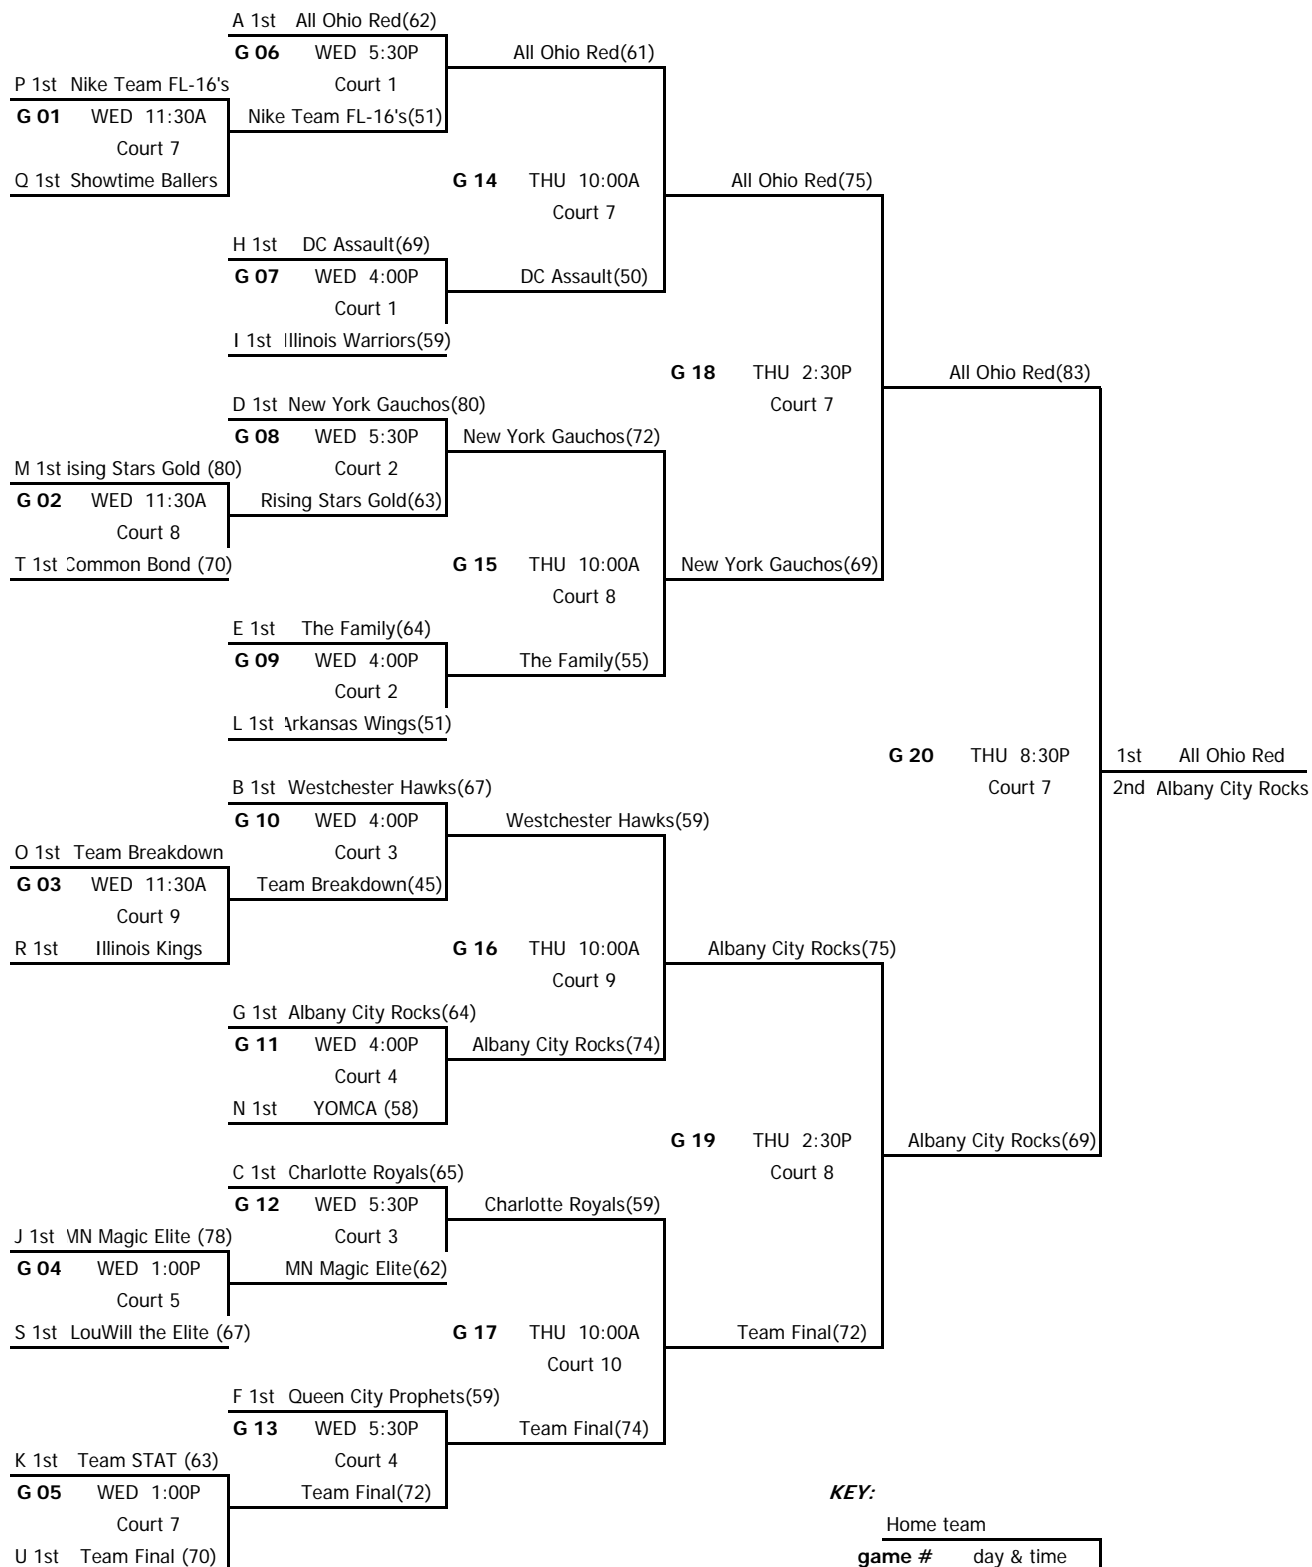 A 1st All Ohio Red(62)
G 06 WED 5:30P All Ohio Red(61)
P 1st Nike Team FL-16's Court 1
G 01 WED 11:30A Nike Team FL-16's(51)
Court 7
Q 1st Showtime Ballers G 14 THU 10:00A All Ohio Red(75)
Court 7
H 1st DC Assault(69)
G 07 WED 4:00P DC Assault(50)
Court 1
I 1st Illinois Warriors(59)
G 18 THU 2:30P All Ohio Red(83)
D 1st New York Gauchos(80) Court 7
G 08 WED 5:30P New York Gauchos(72)
M 1st ising Stars Gold (80) Court 2
G 02 WED 11:30A Rising Stars Gold(63)
Court 8
T 1st Common Bond (70) G 15 THU 10:00A New York Gauchos(69)
Court 8
E 1st The Family(64)
G 09 WED 4:00P The Family(55)
Court 2
L 1st Arkansas Wings(51)
G 20 THU 8:30P 1st All Ohio Red
B 1st Westchester Hawks(67) Court 7 2nd Albany City Rocks
G 10 WED 4:00P Westchester Hawks(59)
O 1st Team Breakdown Court 3
G 03 WED 11:30A Team Breakdown(45)
Court 9
R 1st Illinois Kings G 16 THU 10:00A Albany City Rocks(75)
Court 9
G 1st Albany City Rocks(64)
G 11 WED 4:00P Albany City Rocks(74)
Court 4
N 1st YOMCA (58)
G 19 THU 2:30P Albany City Rocks(69)
C 1st Charlotte Royals(65) Court 8
G 12 WED 5:30P Charlotte Royals(59)
J 1st MN Magic Elite (78) Court 3
G 04 WED 1:00P MN Magic Elite(62)
Court 5
S 1st LouWill the Elite (67) G 17 THU 10:00A Team Final(72)
Court 10
F 1st Queen City Prophets(59)
G 13 WED 5:30P Team Final(74)
K 1st Team STAT (63) Court 4
G 05 WED 1:00P Team Final(72) KEY:
Court 7 Home team
U 1st Team Final (70) game # day & time